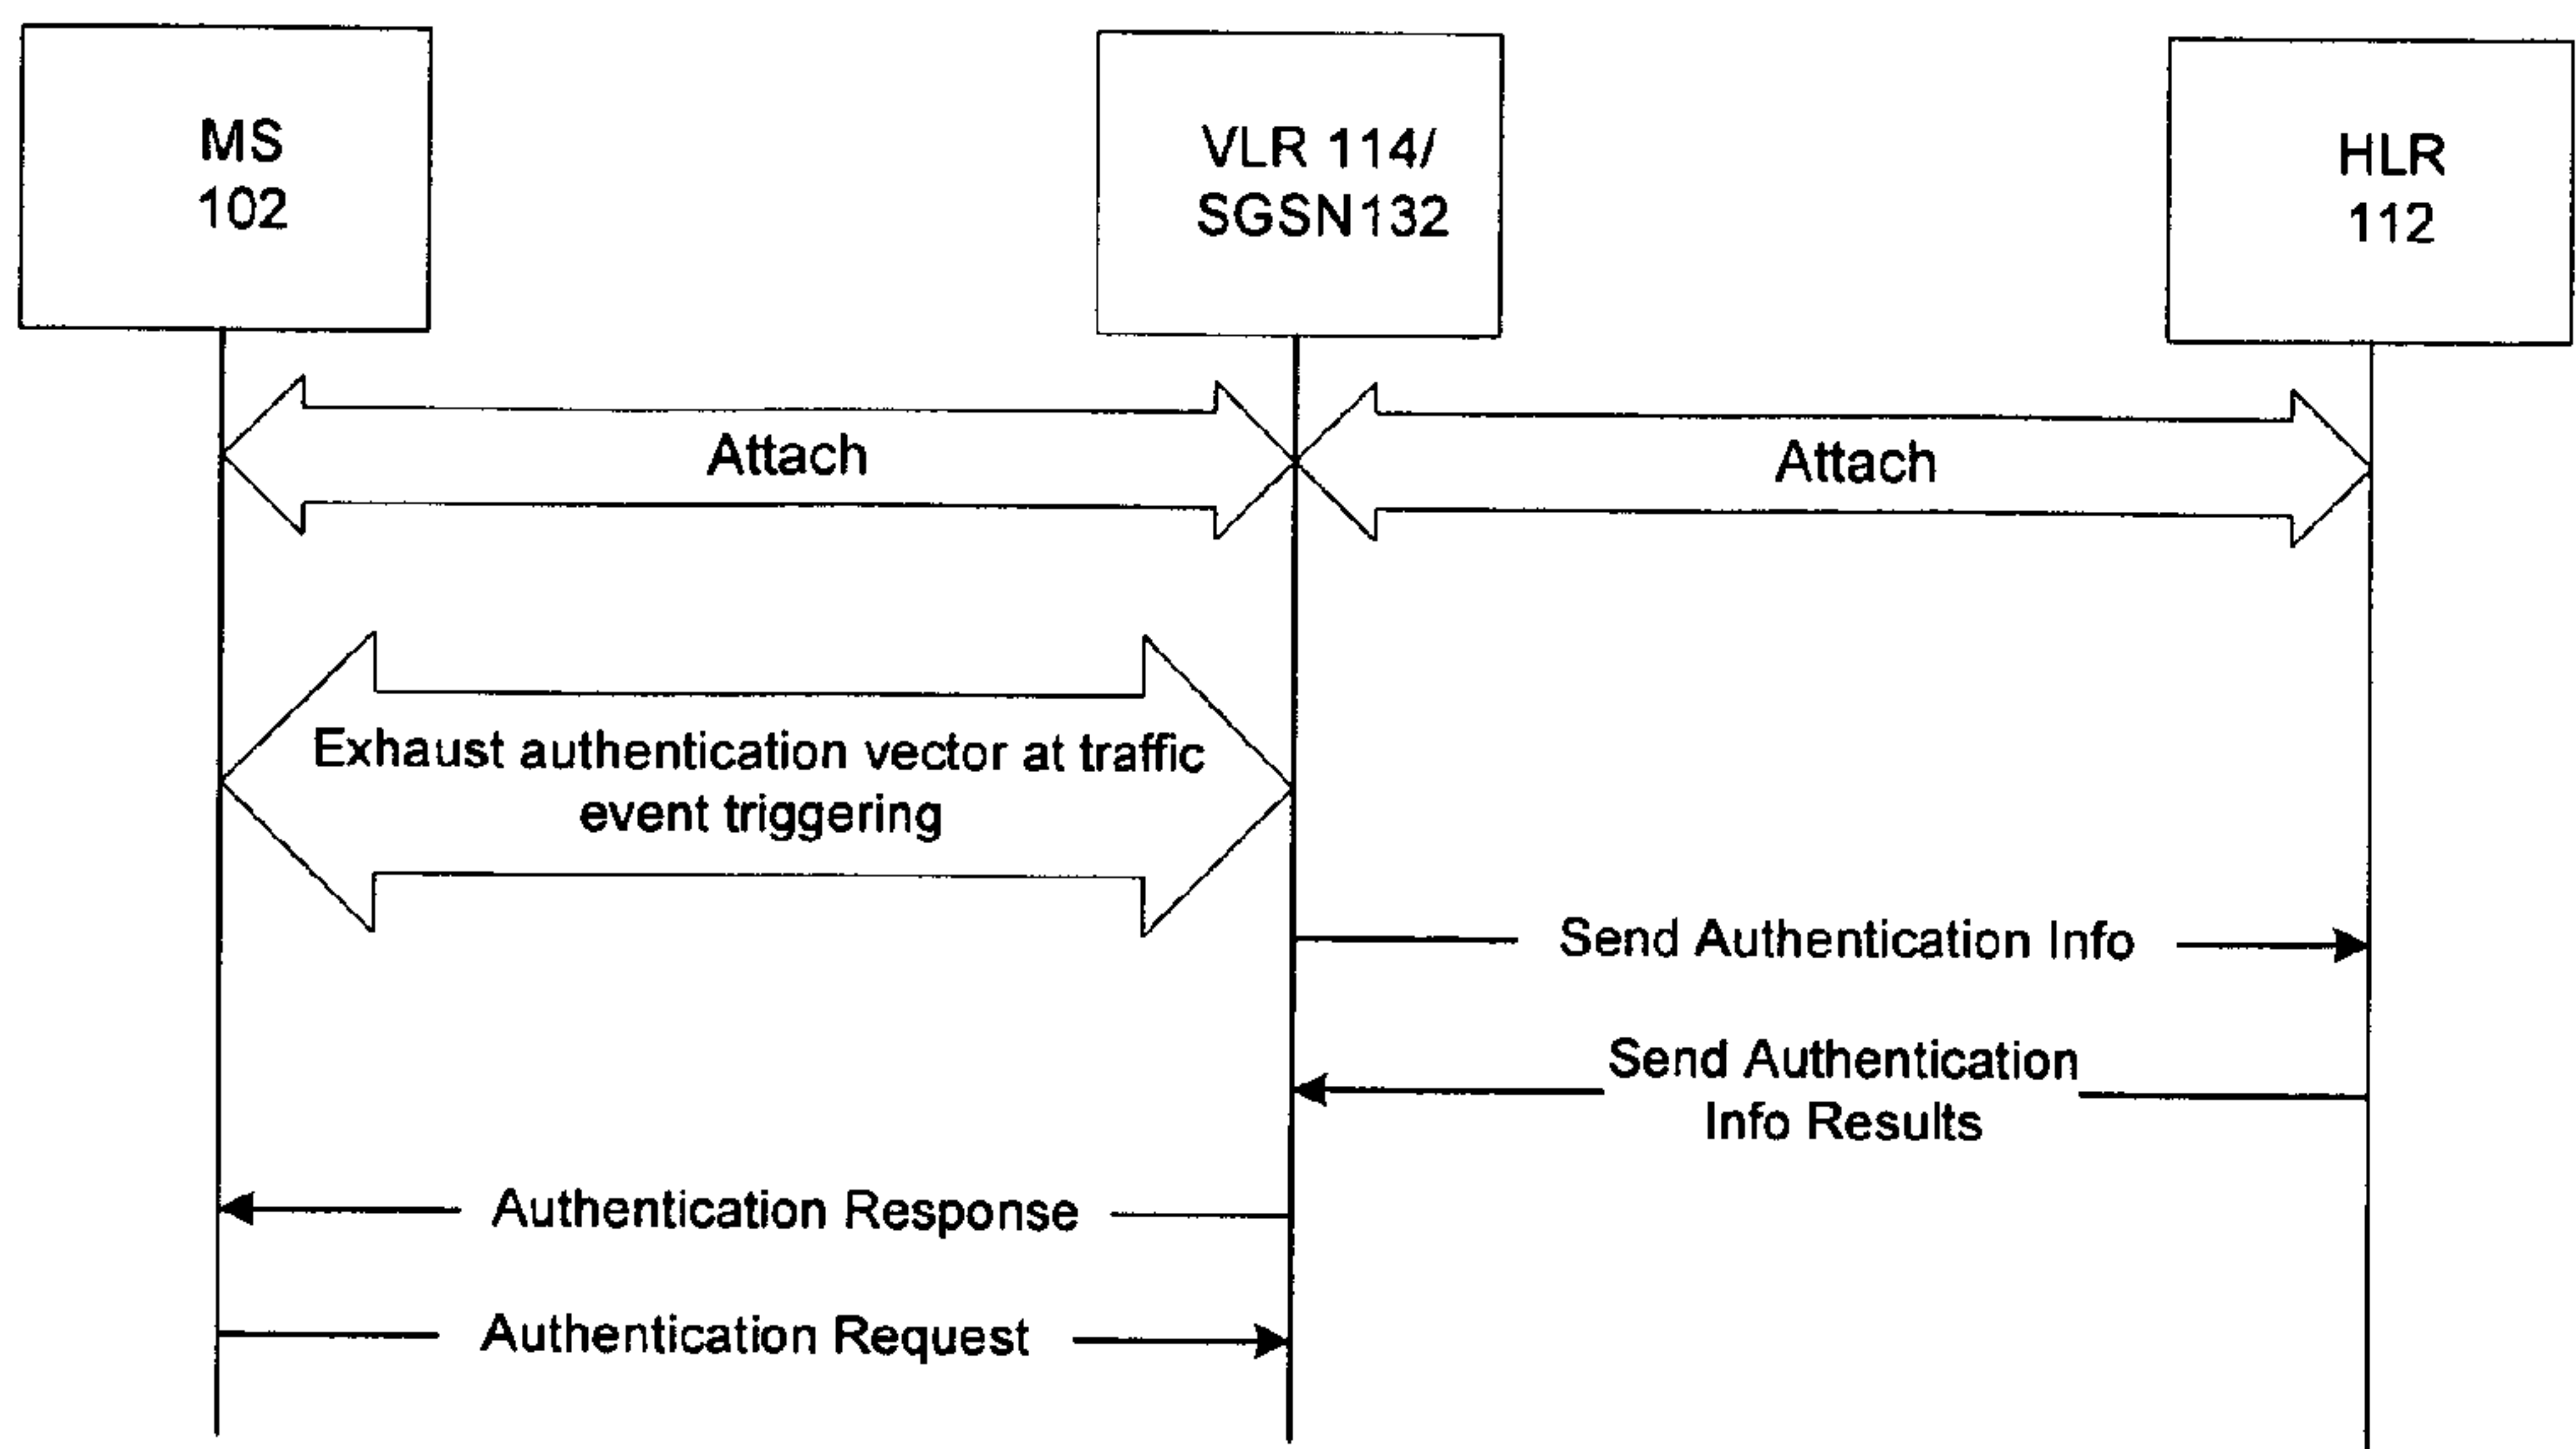 MS
102
VLR 114/
SGSN132
HLR
112
Attach
Attach
Exhaust authentication vector at traffic
event triggering
Send Authentication Info
Send Authentication
Info Results
Authentication Response
Authentication Request